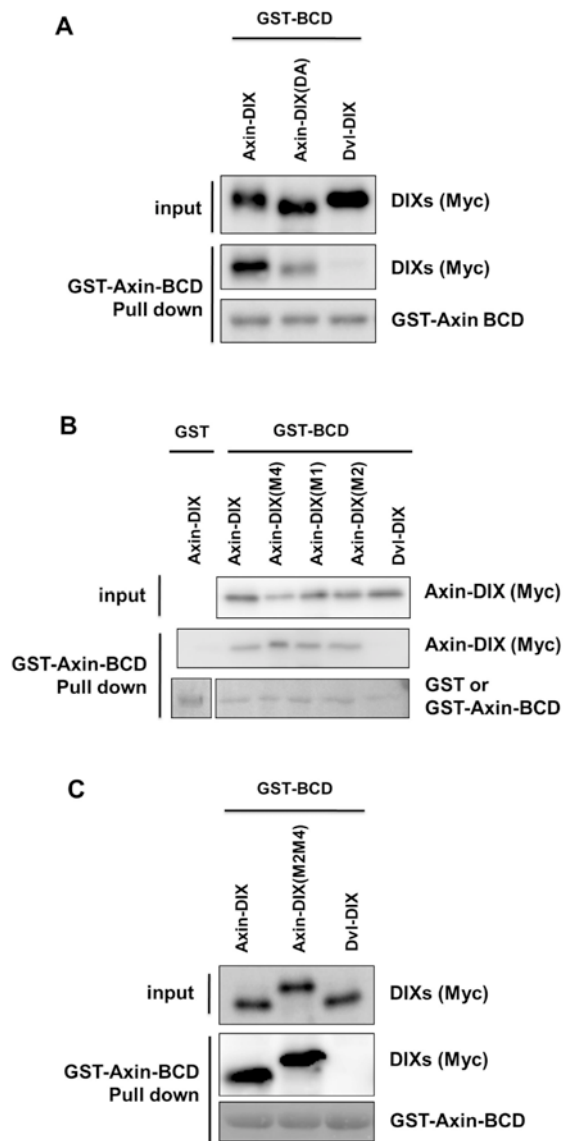 A
GST-BCD
Axin-DIX
Axin-DIX(DA)
Dvl-DIX
input
DIXs (Myc)
GST-Axin-BCD
Pull down
DIXs (Myc)
GST-Axin BCD
B
GST
GST-BCD
Axin-DIX
Axin-DIX
Axin-DIX(M4)
Axin-DIX(M1)
Axin-DIX(M2)
Dvl-DIX
input
Axin-DIX (Myc)
GST-Axin-BCD
Pull down
Axin-DIX (Myc)
GST or
GST-Axin-BCD
C
GST-BCD
Axin-DIX
Axin-DIX(M2M4)
Dvl-DIX
input
DIXs (Myc)
GST-Axin-BCD
Pull down
DIXs (Myc)
GST-Axin-BCD